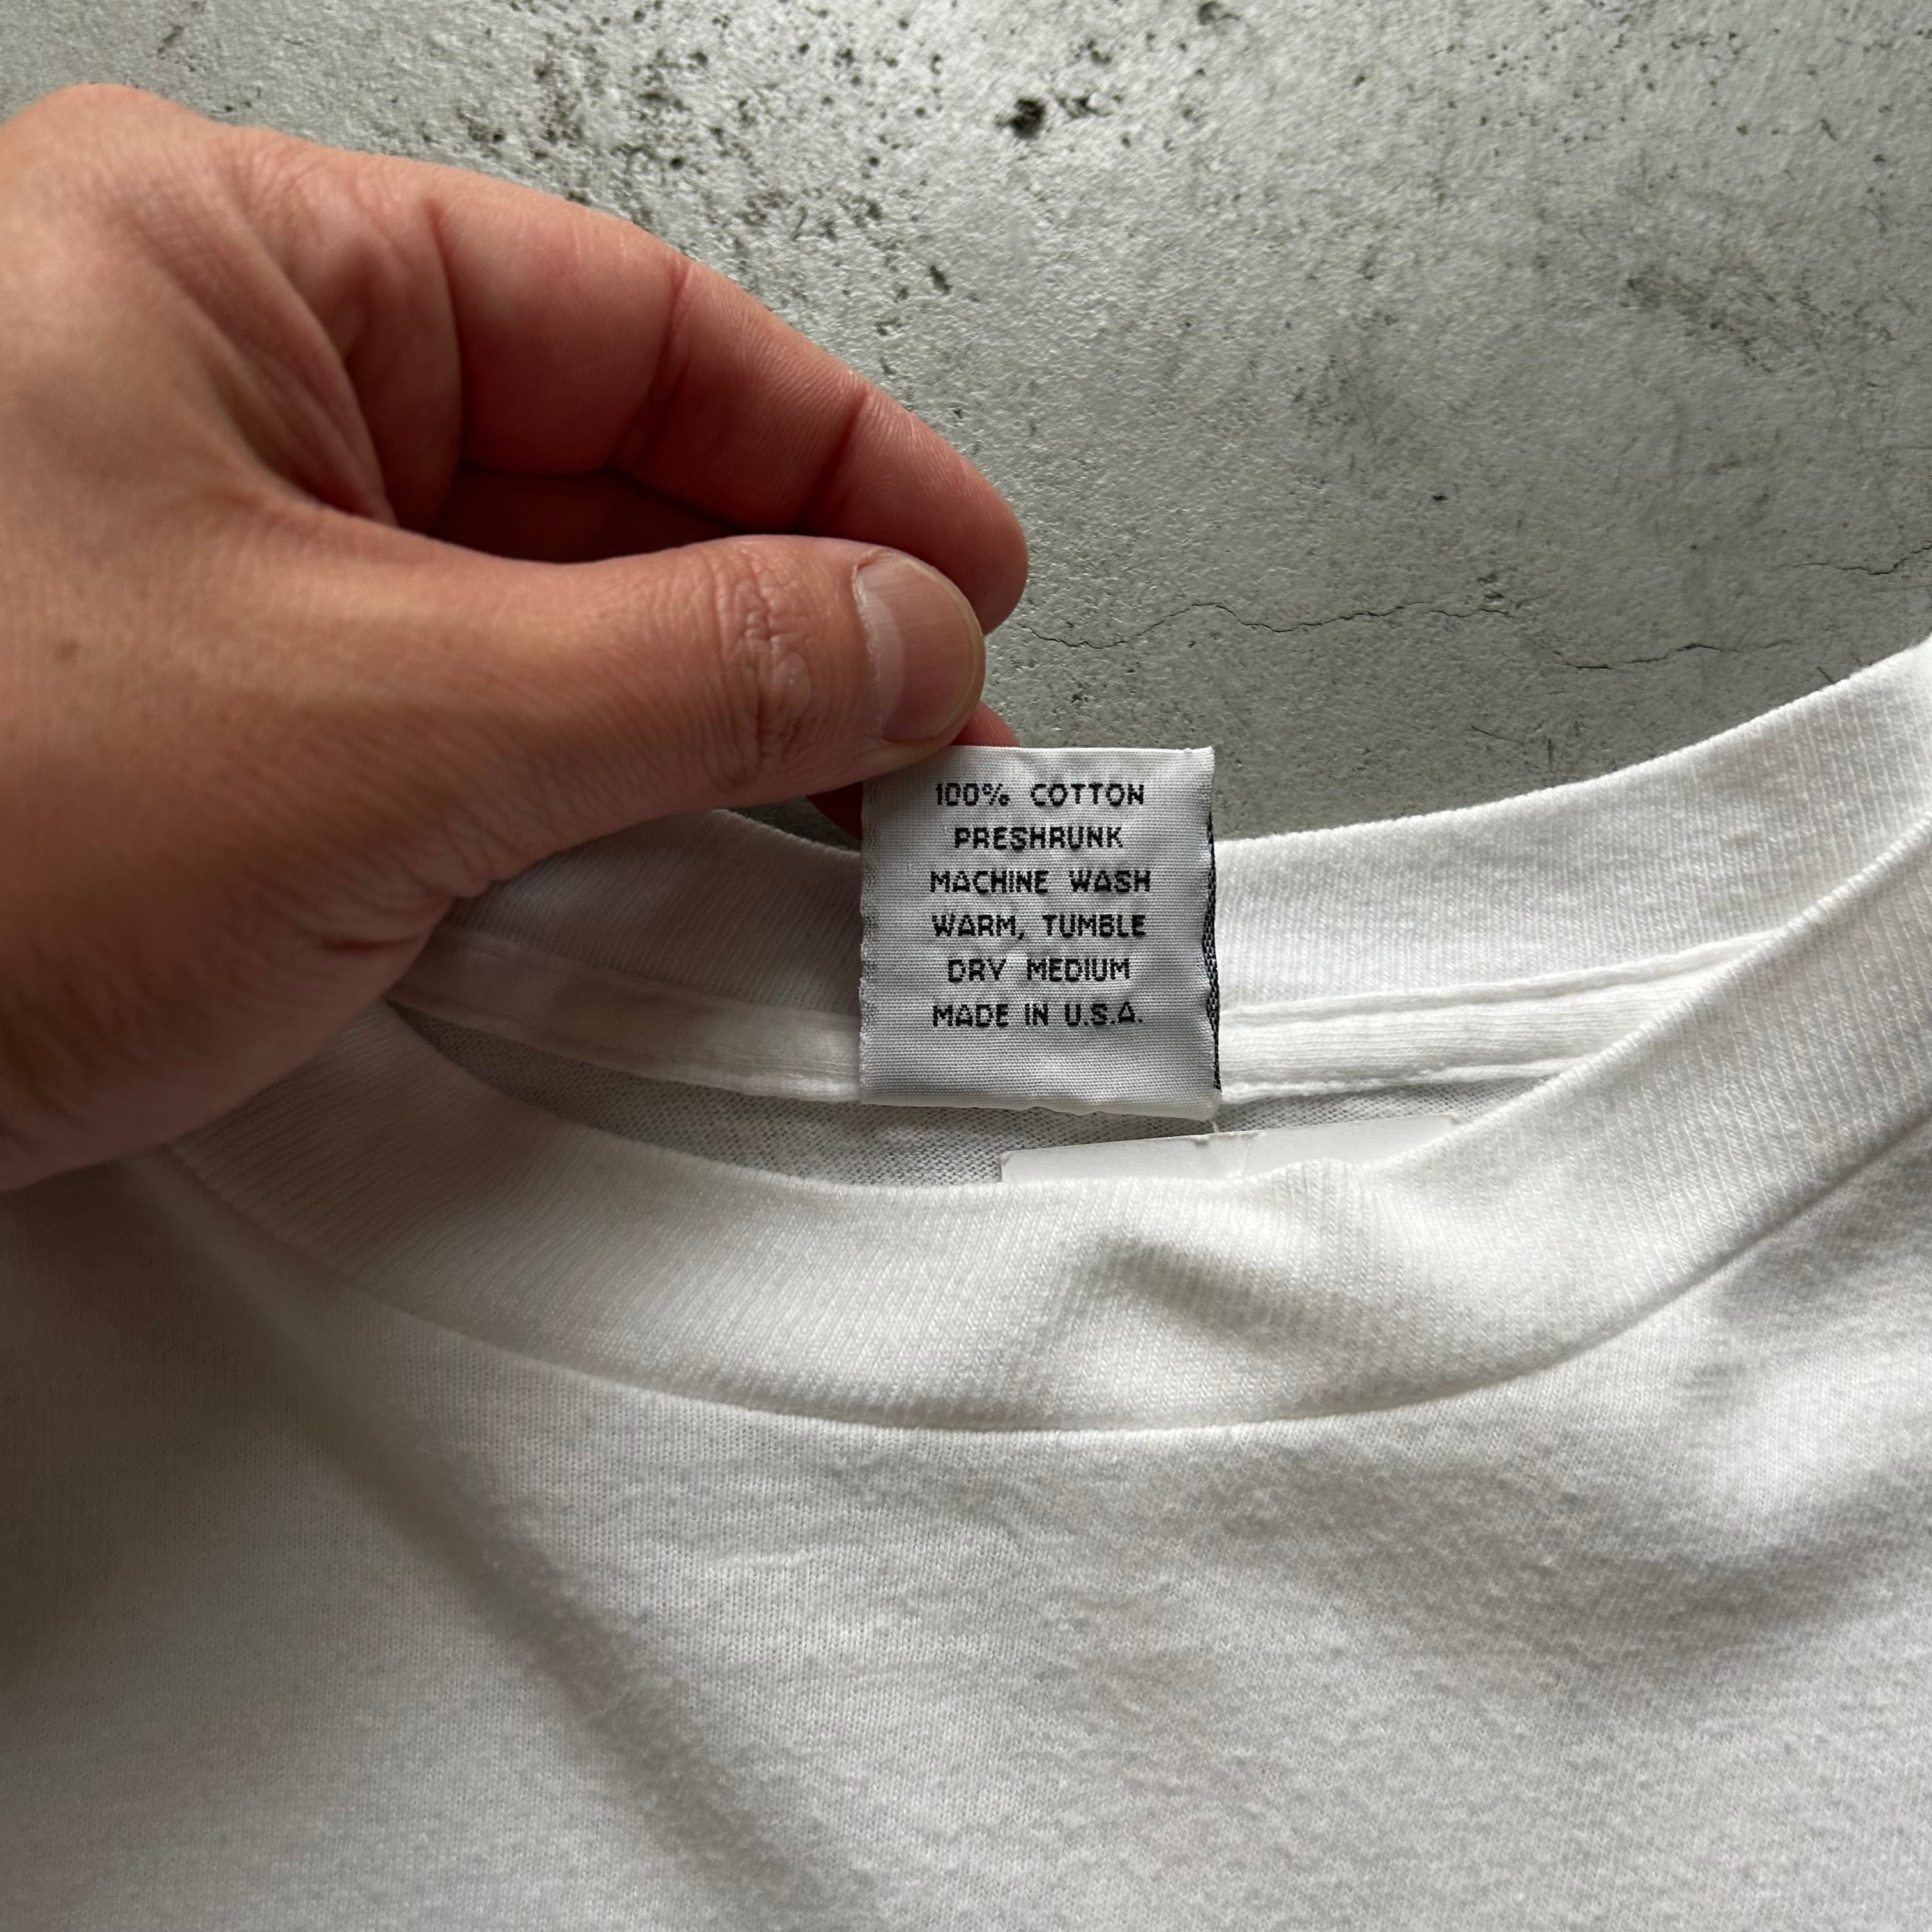 100% COTTON
PRESHRUNK
MACHINE WASH
WARM, TUMBLE
DRY MEDIUM
MADE IN U.S.A.